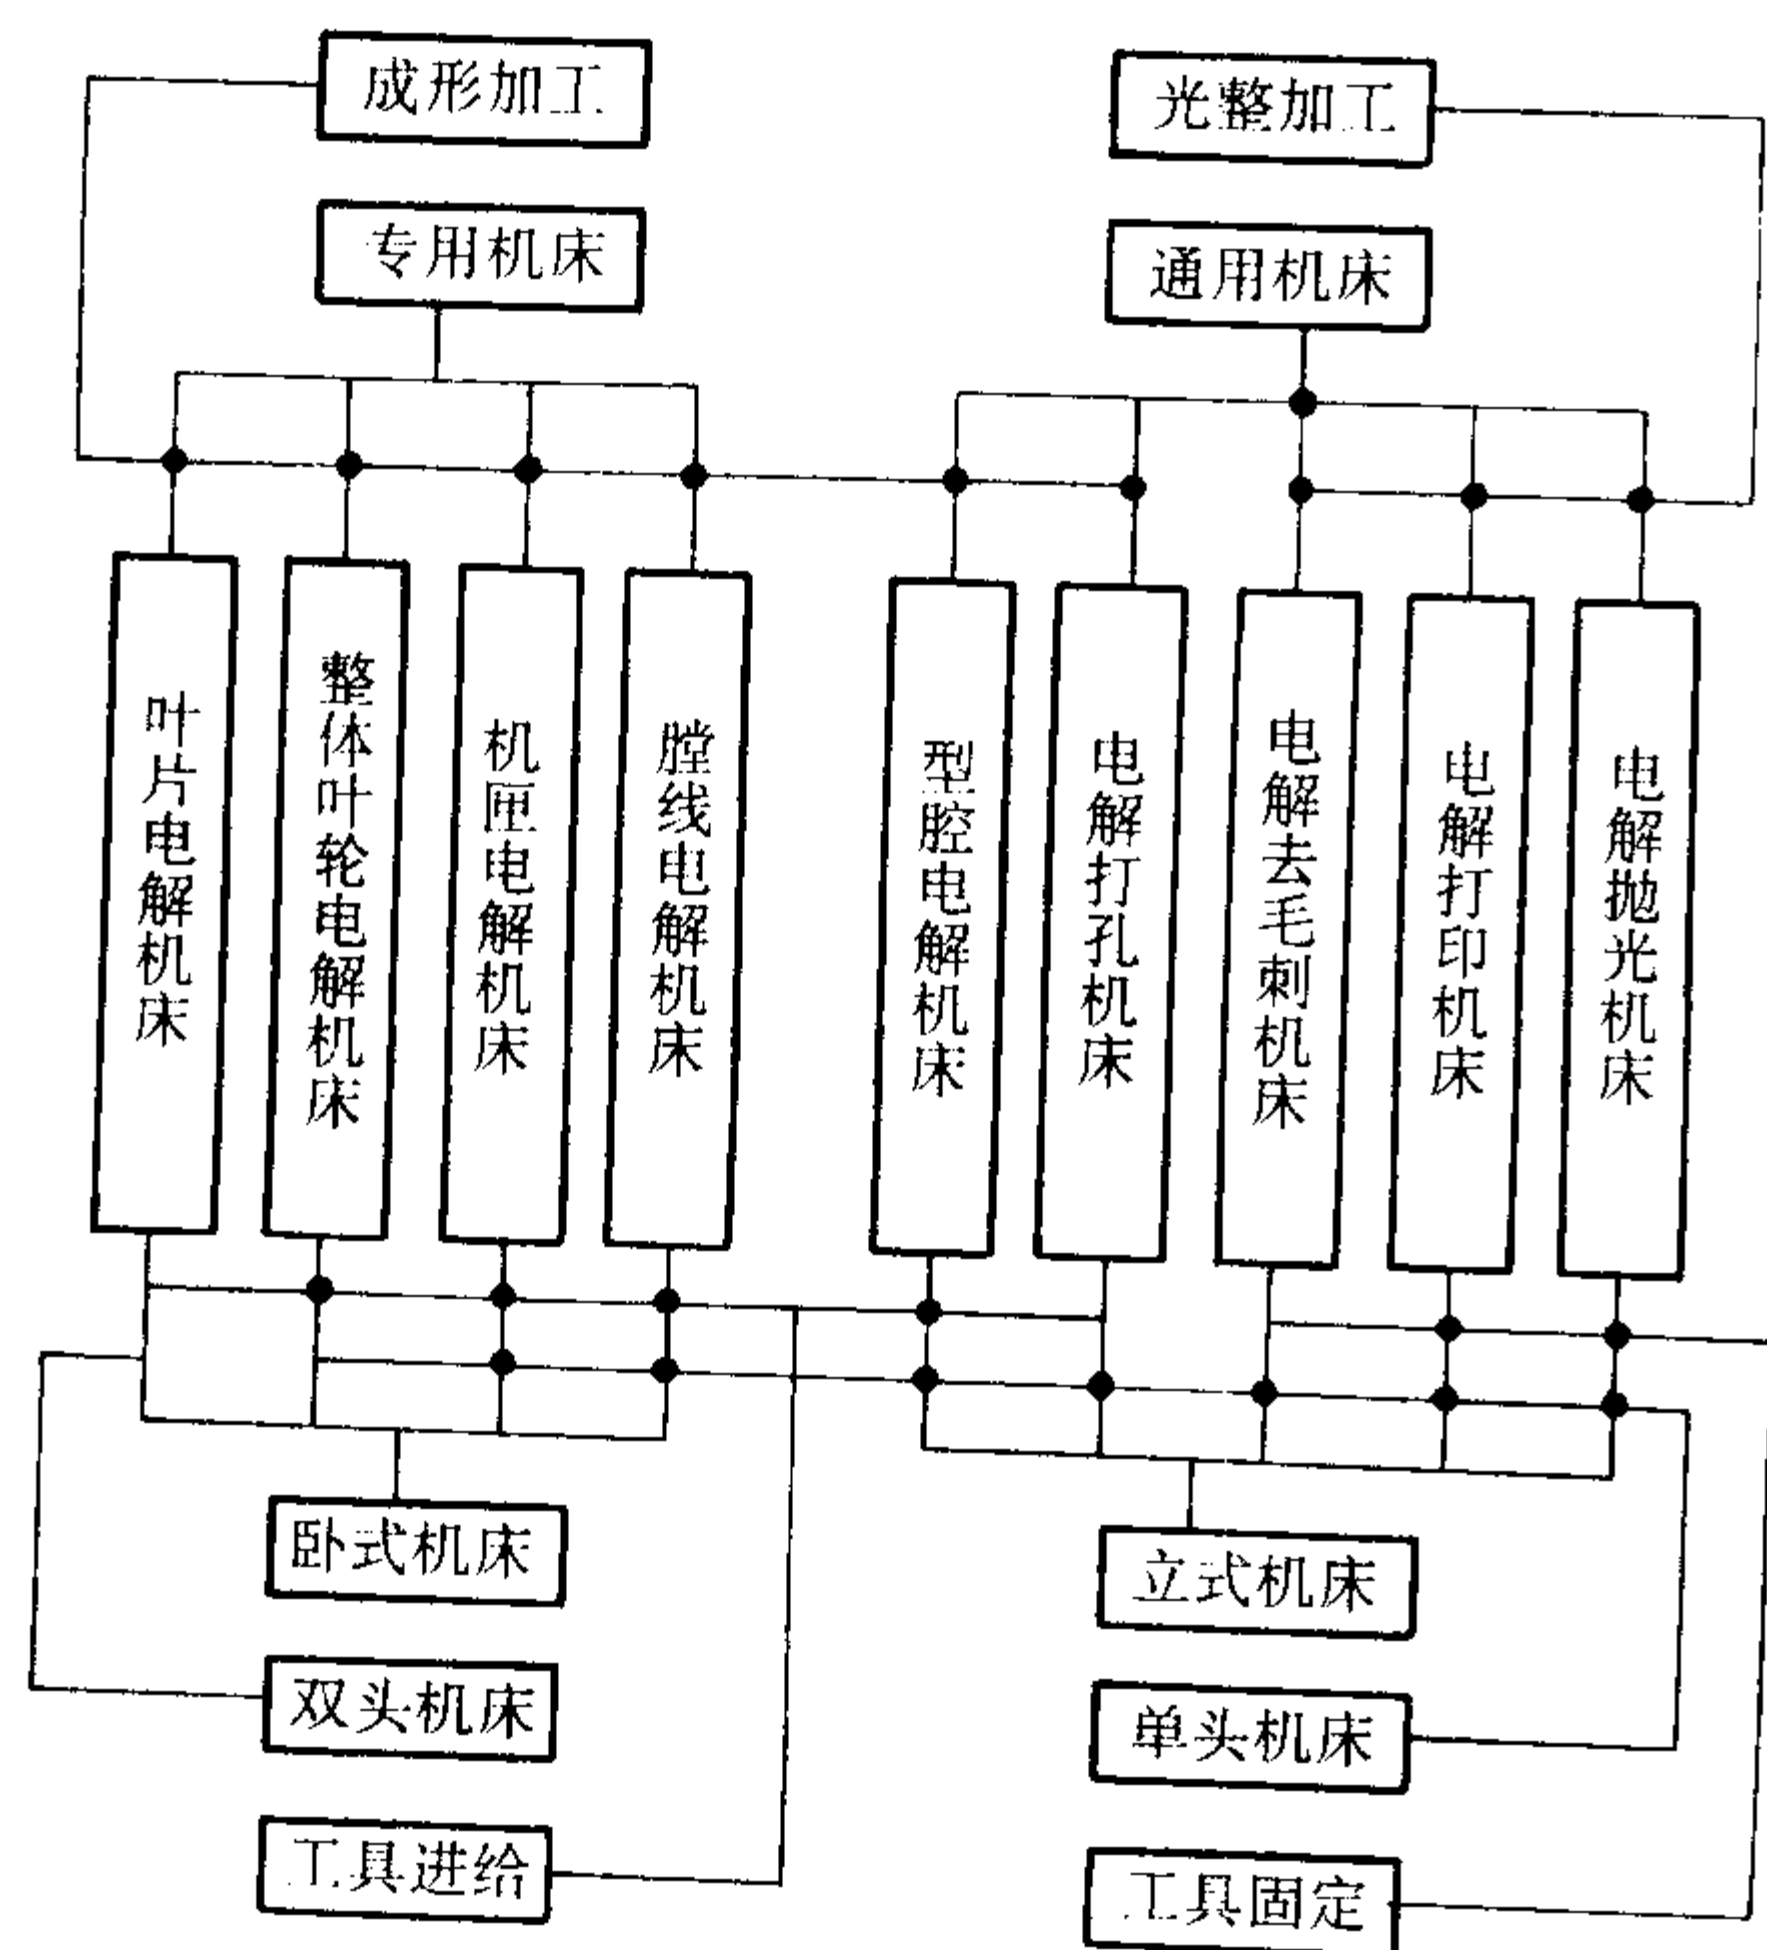 成形加工
光整加工
专用机床
通用机床
叶片电解机床
整体叶轮电解机床
机匣电解机床
膛线电解机床
型腔电解机床
电解打孔机床
电解去毛刺机床
电解打印机床
电解抛光机床
卧式机床
立式机床
双头机床
单头机床
工具进给
工具固定